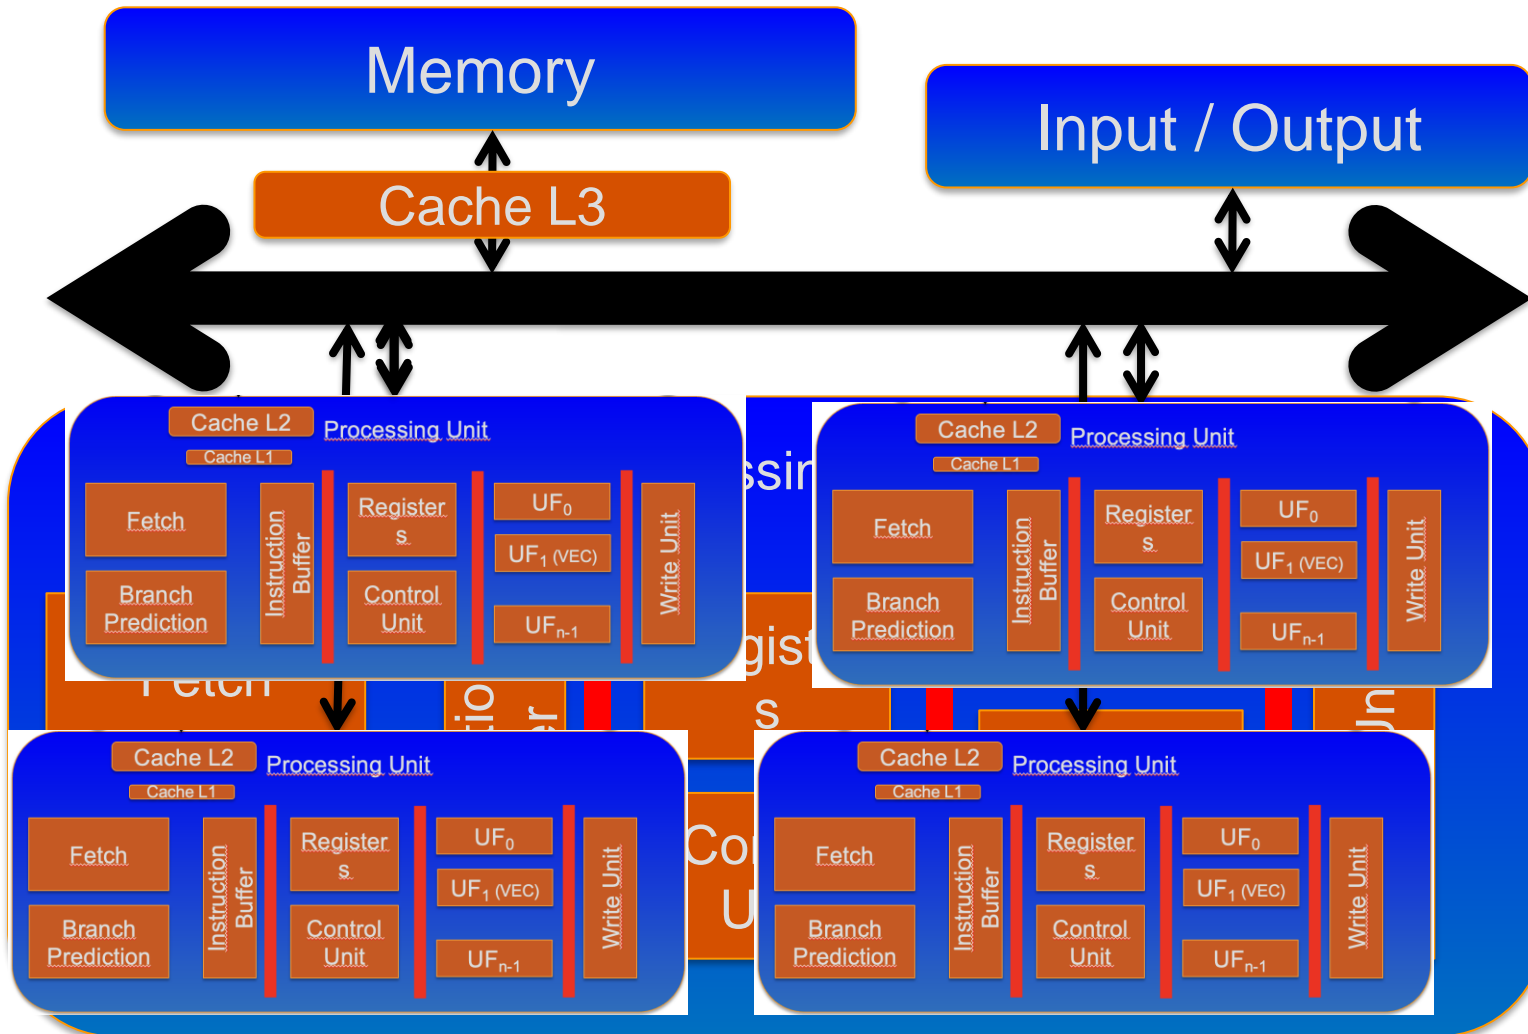 Memory
Input / Output
Cache L3
Cache L2
Processing Unit
Cache L1
Fetch
Branch
Prediction
Instruction
Buffer
Register
s
Control
Unit
UF0
UF1 (VEC)
UFn-1
Write Unit
Cache L2
Processing Unit
Cache L1
Fetch
Branch
Prediction
Instruction
Buffer
Register
s
Control
Unit
UF0
UF1 (VEC)
UFn-1
Write Unit
Fetch
s
Cache L2
Processing Unit
Cache L1
Fetch
Branch
Prediction
Instruction
Buffer
Register
s
Control
Unit
UF0
UF1 (VEC)
UFn-1
Write Unit
Cache L2
Processing Unit
Cache L1
Fetch
Branch
Prediction
Instruction
Buffer
Register
s
Control
Unit
UF0
UF1 (VEC)
UFn-1
Write Unit